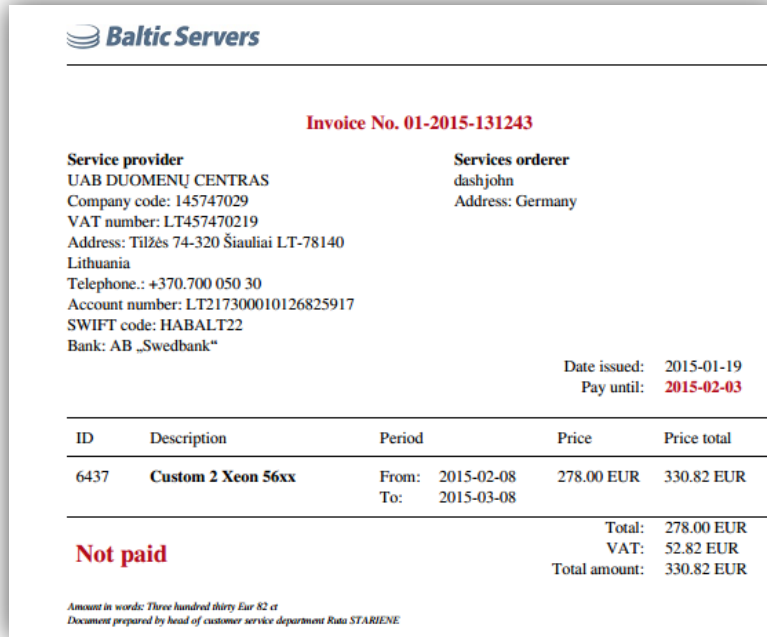 Baltic Servers
Invoice No. 01-2015-131243
Service provider
UAB DUOMENŲ CENTRAS
Company code: 145747029
VAT number: LT457470219
Address: Tilžės 74-320 Šiauliai LT-78140
Lithuania
Telephone.: +370.700 050 30
Account number: LT217300010126825917
SWIFT code: HABALT22
Bank: AB „Swedbank“
Services orderer
dashjohn
Address: Germany
Date issued: 2015-01-19
Pay until: 2015-02-03
ID Description Period Price Price total
6437 Custom 2 Xeon 56xx From: 2015-02-08 278.00 EUR 330.82 EUR
To: 2015-03-08
Total: 278.00 EUR
Not paid
VAT: 52.82 EUR
Total amount: 330.82 EUR
Amount in words: Three hundred thirty Eur 82 ct
Document prepared by head of customer service department Ruta STARIENE